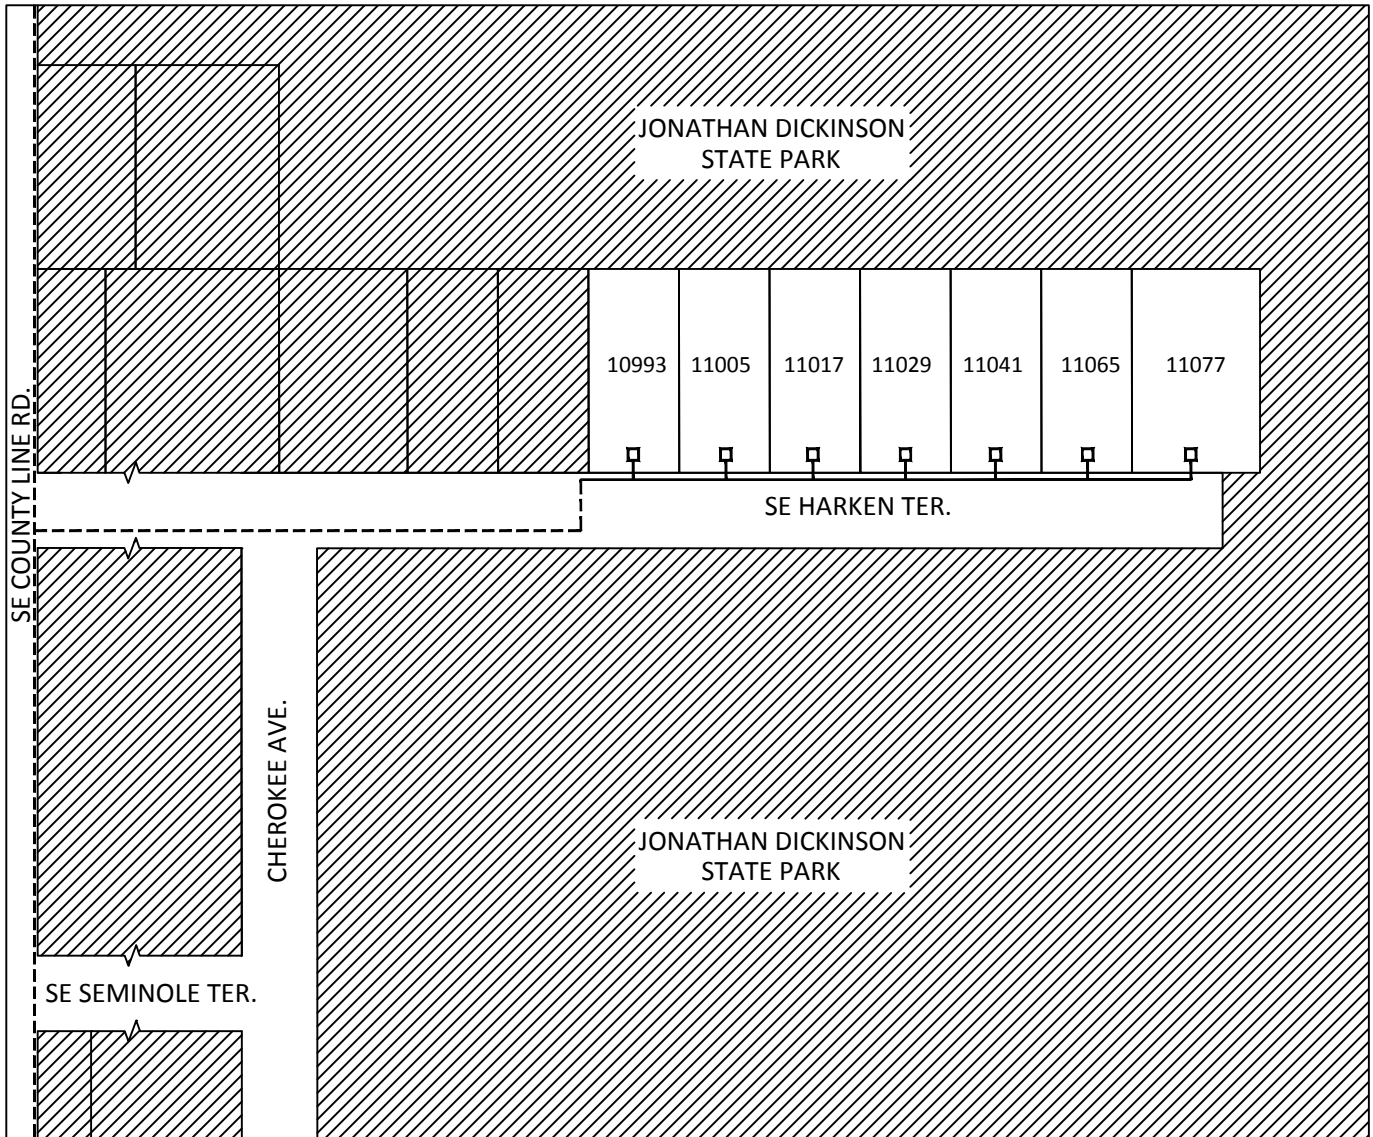 JONATHAN DICKINSON
STATE PARK
10993
11005
11017
11029
11041
11065
11077
SE COUNTY LINE RD.
SE HARKEN TER.
CHEROKEE AVE.
JONATHAN DICKINSON
STATE PARK
SE SEMINOLE TER.